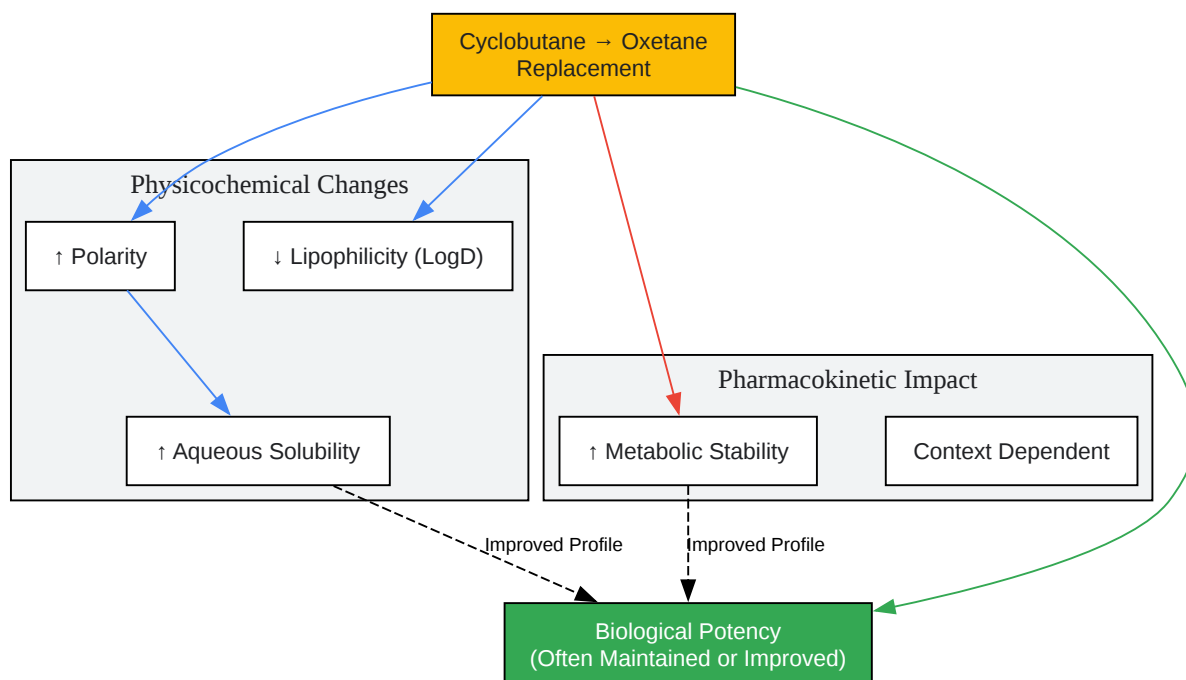 Cyclobutane → Oxetane
Replacement
Physicochemical Changes
↑ Polarity
↓ Lipophilicity (LogD)
Pharmacokinetic Impact
↑ Aqueous Solubility
↑ Metabolic Stability
Context Dependent
Improved Profile
Improved Profile
Biological Potency
(Often Maintained or Improved)